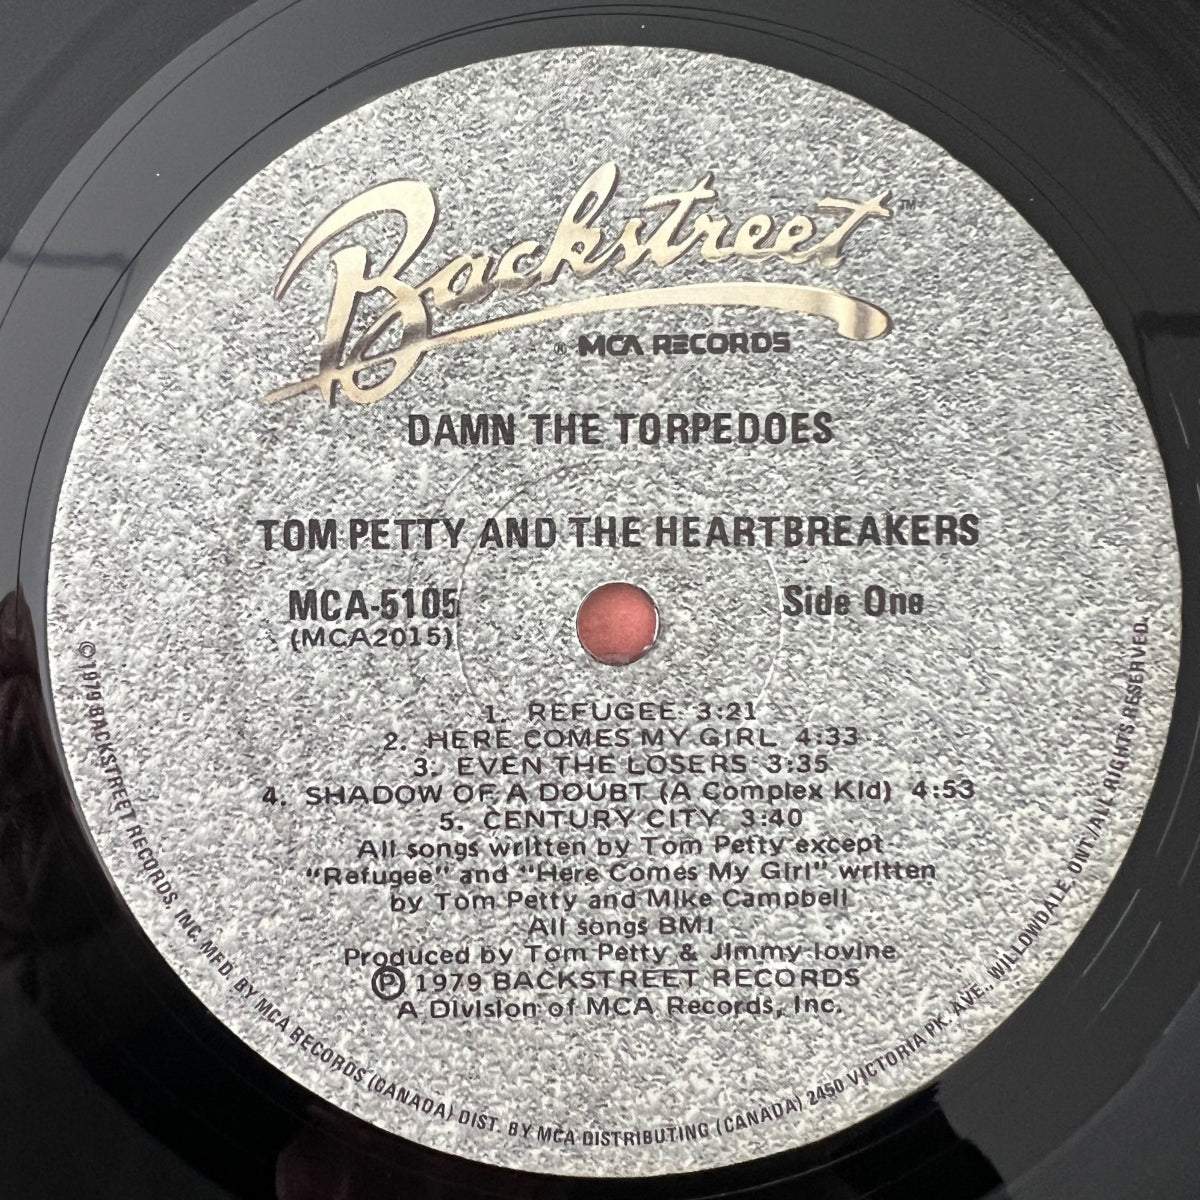 Backstreet™
® MCA RECORDS
DAMN THE TORPEDOES
TOM PETTY AND THE HEARTBREAKERS
MCA-5105
(MCA2015)
Side One
1. REFUGEE 3:21
2. HERE COMES MY GIRL 4:33
3. EVEN THE LOSERS 3:35
4. SHADOW OF A DOUBT (A Complex Kid) 4:53
5. CENTURY CITY 3:40
All songs written by Tom Petty except
"Refugee" and "Here Comes My Girl" written
by Tom Petty and Mike Campbell
All songs BMI
Produced by Tom Petty & Jimmy Iovine
Ⓟ 1979 BACKSTREET RECORDS
A Division of MCA Records, Inc.
©1979 BACKSTREET RECORDS, INC. MFD. BY MCA RECORDS (CANADA) DIST. BY MCA DISTRIBUTING (CANADA) 2450 VICTORIA PK. AVE., WILLOWDALE, ONT./ALL RIGHTS RESERVED.